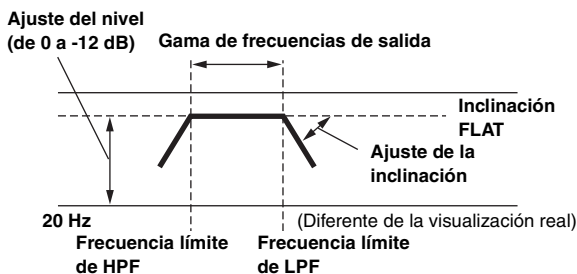 Ajuste del nivel
(de 0 a -12 dB)
Gama de frecuencias de salida
Inclinación
FLAT
Ajuste de la
inclinación
20 Hz
(Diferente de la visualización real)
Frecuencia límite
de HPF
Frecuencia límite
de LPF